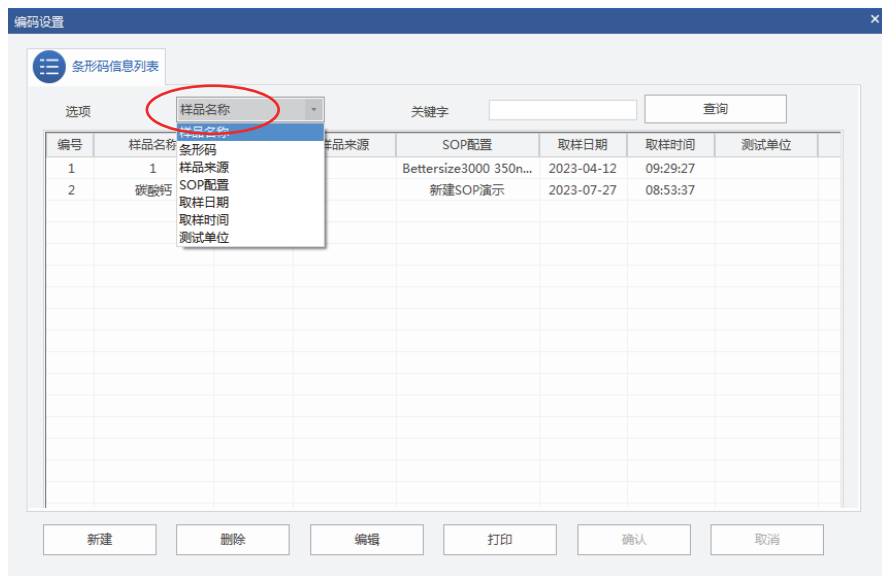 编码设置 ×
条形码信息列表
选项 样品名称 关键字 查询
编号 样品名称 样品来源 SOP配置 取样日期 取样时间 测试单位
样品名称
条形码
样品来源
SOP配置
取样日期
取样时间
测试单位
1 1 Bettersize3000 350n... 2023-04-12 09:29:27
2 碳酸钙 新建SOP演示 2023-07-27 08:53:37
新建 删除 编辑 打印 确认 取消